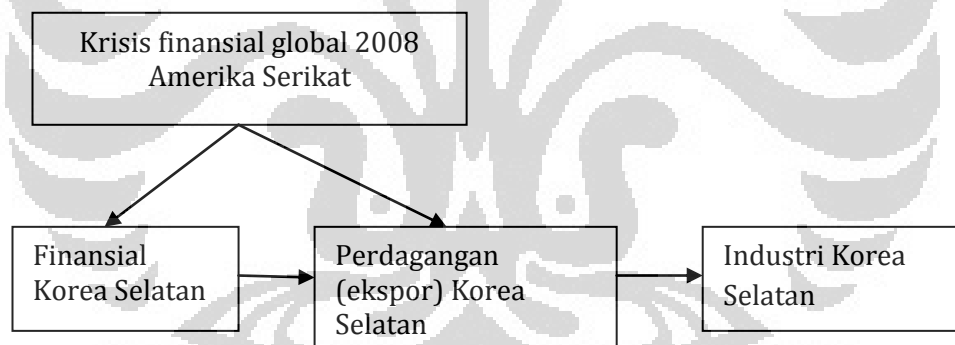 Krisis finansial global 2008
Amerika Serikat
Finansial
Korea Selatan
Perdagangan
(ekspor) Korea
Selatan
Industri Korea
Selatan